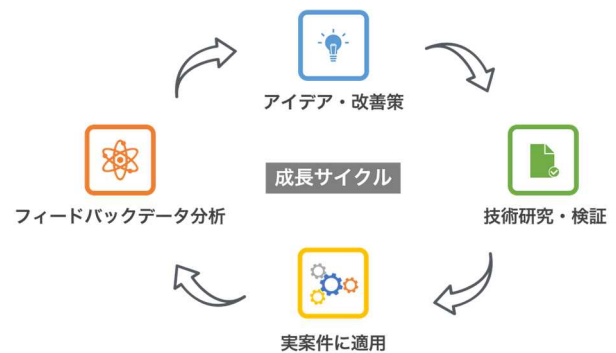 アイデア・改善策
成長サイクル
フィードバックデータ分析
技術研究・検証
実案件に適用